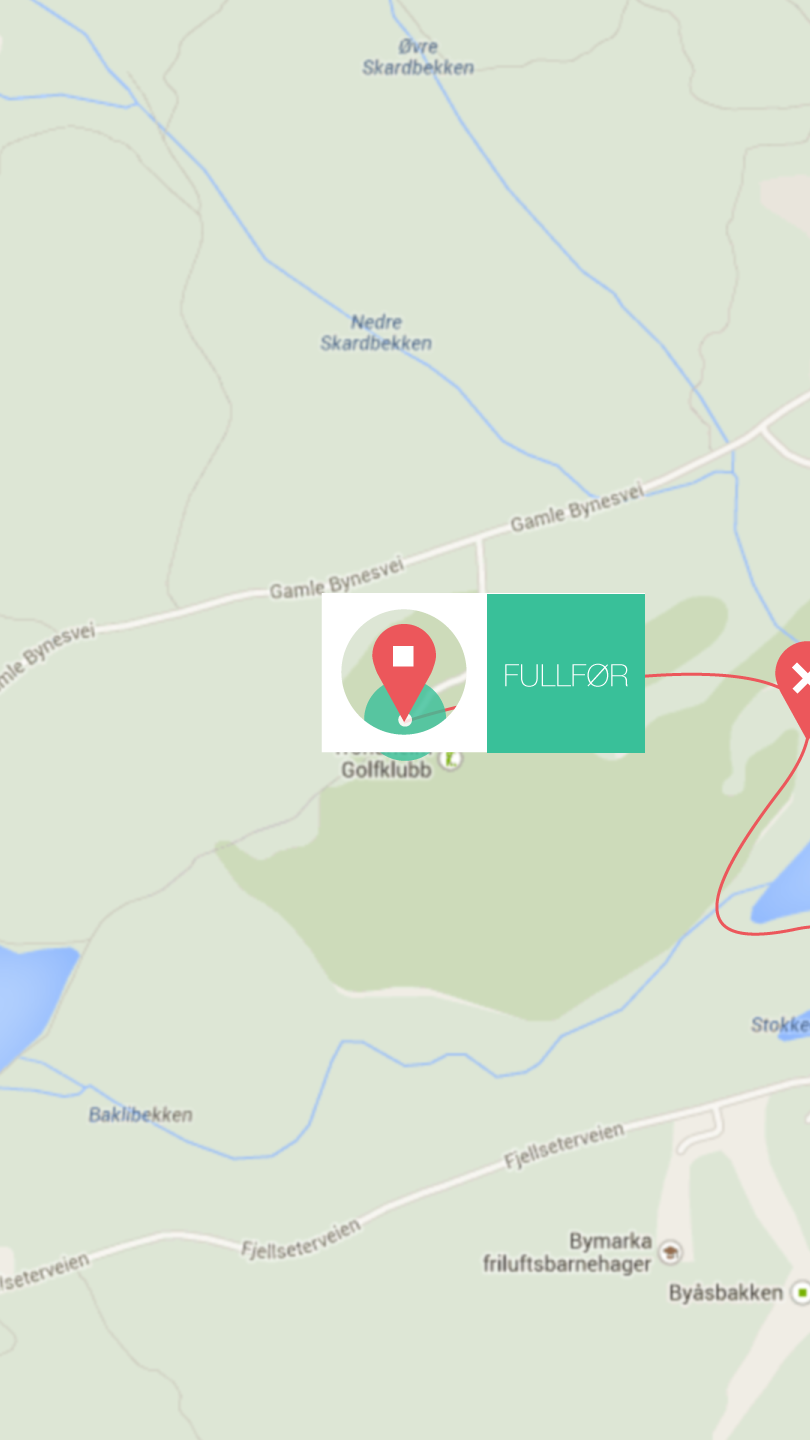 Øvre
Skardbekken
Nedre
Skardbekken
Gamle Bynesvei
Gamle Bynesvei
mle Bynesvei
FULLFØR
Golfklubb
Stokke
Baklibekken
Fjellseterveien
Fjellseterveien
lseterveien
Bymarka
friluftsbarnehager
Byåsbakken